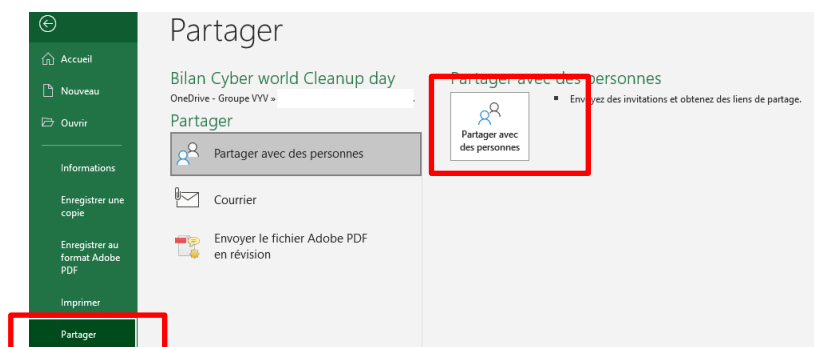 Partager
Accueil
Nouveau
Ouvrir
Informations
Enregistrer une
copie
Enregistrer au
format Adobe
PDF
Imprimer
Partager
Bilan Cyber world Cleanup day
OneDrive - Groupe VYV »
Partager
Partager avec des personnes
Courrier
Envoyer le fichier Adobe PDF
en révision
Partager avec des personnes
Partager avec
des personnes
Envoyez des invitations et obtenez des liens de partage.